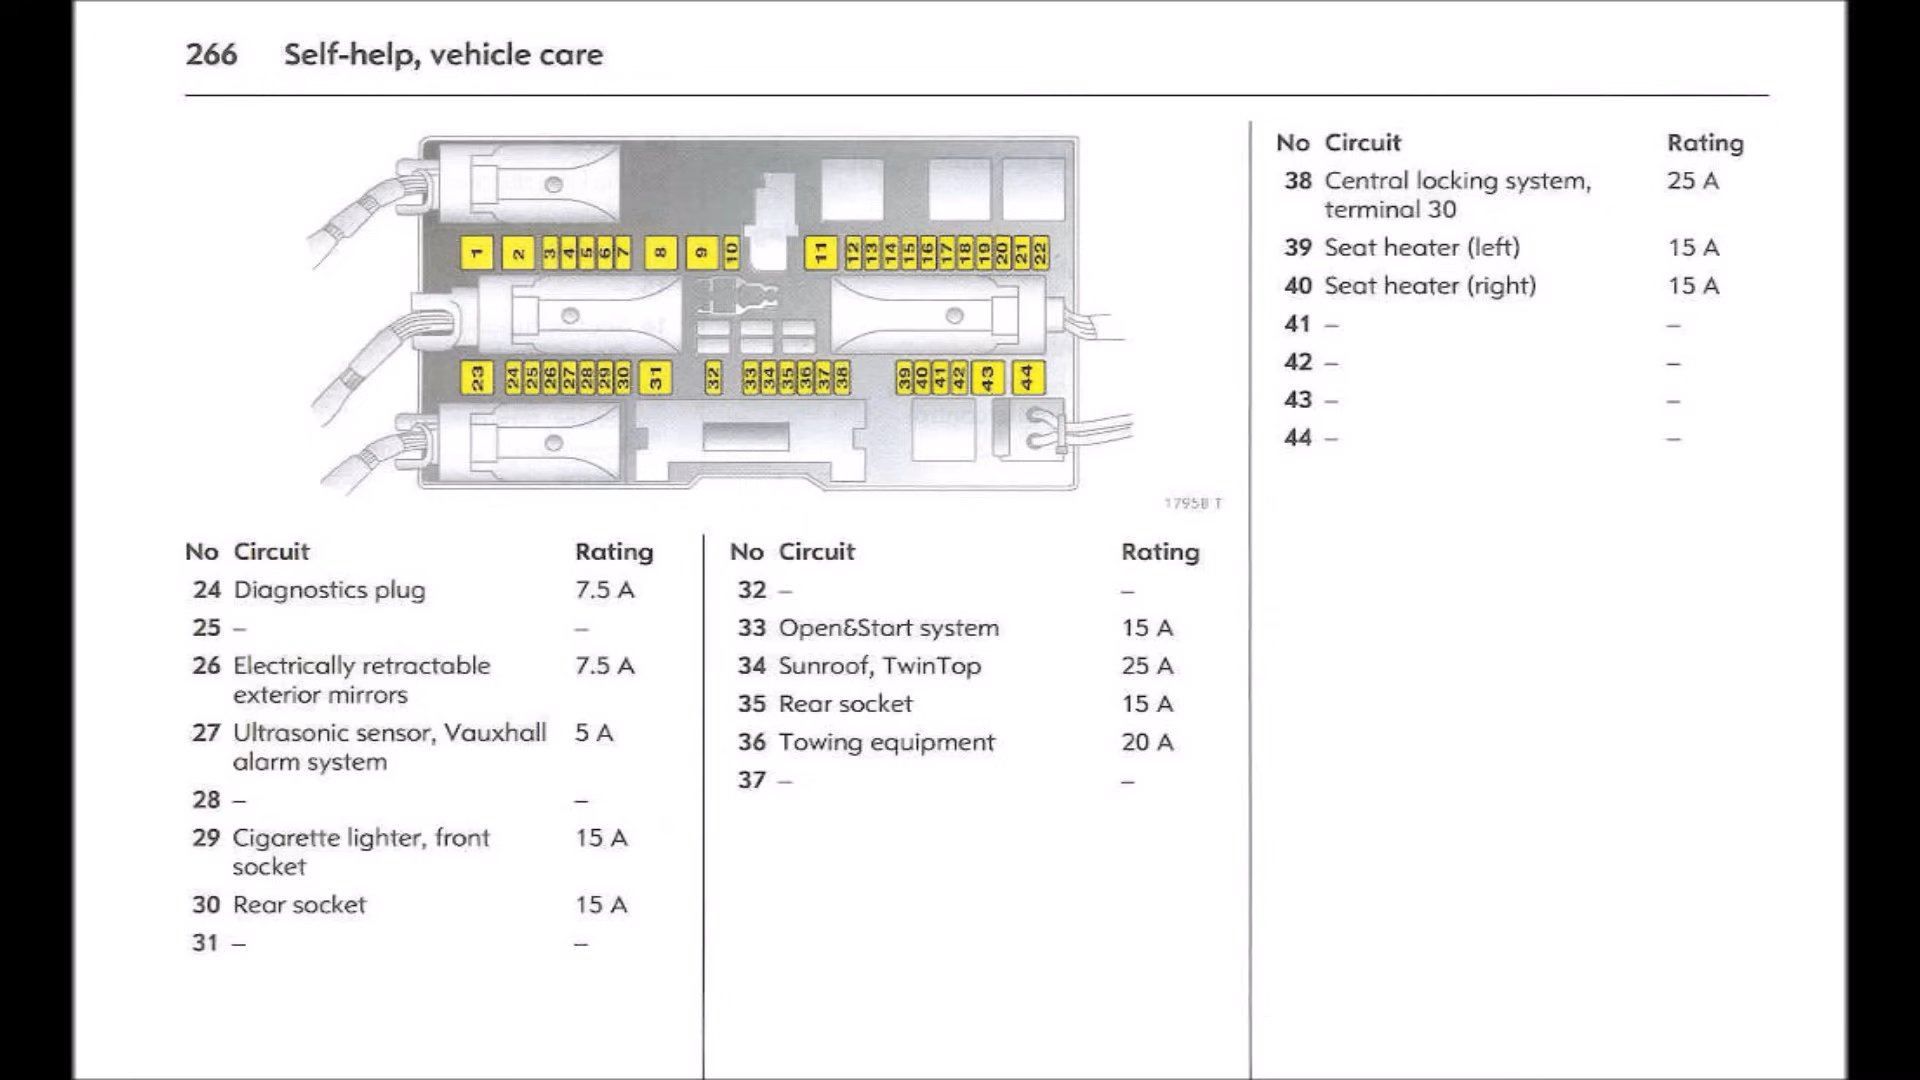 266 Self-help, vehicle care
1 2 3 4 5 6 7 8 9 10 11 12 13 14 15 16 17 18 19 20 21 22
23 24 25 26 27 28 29 30 31 32 33 34 35 36 37 38 39 40 41 42 43 44
17958 T
No Circuit Rating
24 Diagnostics plug 7.5 A
25 – –
26 Electrically retractable 7.5 A
exterior mirrors
27 Ultrasonic sensor, Vauxhall 5 A
alarm system
28 – –
29 Cigarette lighter, front 15 A
socket
30 Rear socket 15 A
31 – –
No Circuit Rating
32 – –
33 Open&Start system 15 A
34 Sunroof, TwinTop 25 A
35 Rear socket 15 A
36 Towing equipment 20 A
37 – –
No Circuit Rating
38 Central locking system, 25 A
terminal 30
39 Seat heater (left) 15 A
40 Seat heater (right) 15 A
41 – –
42 – –
43 – –
44 – –